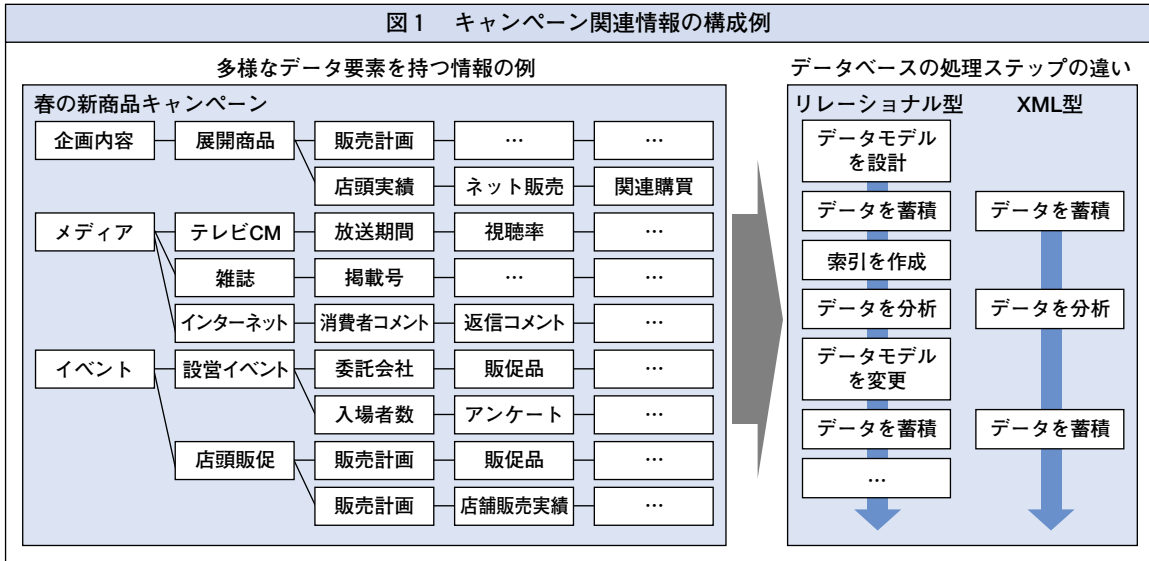 図1 キャンペーン関連情報の構成例
多様なデータ要素を持つ情報の例
春の新商品キャンペーン
企画内容 展開商品 販売計画 … …
店頭実績 ネット販売 関連購買
メディア テレビCM 放送期間 視聴率 …
雑誌 掲載号 … …
インターネット 消費者コメント 返信コメント …
イベント 設営イベント 委託会社 販促品 …
入場者数 アンケート …
店頭販促 販売計画 販促品 …
販売計画 店舗販売実績 …
データベースの処理ステップの違い
リレーショナル型 XML型
データモデル
を設計
データを蓄積 データを蓄積
索引を作成
データを分析 データを分析
データモデル
を変更
データを蓄積 データを蓄積
…